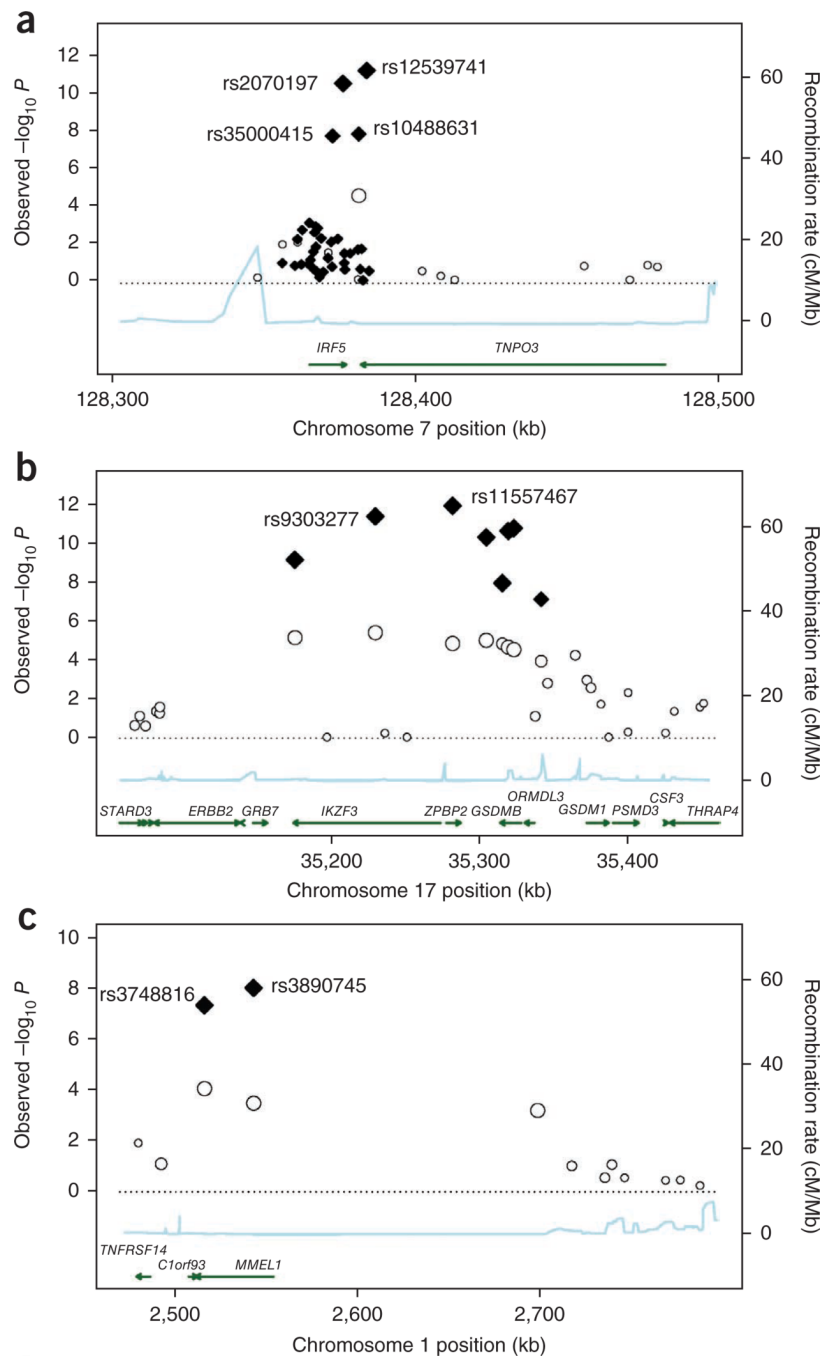 a
Observed –log10 P
Recombination rate (cM/Mb)
12
10
8
6
4
2
0
60
40
20
0
rs12539741
rs2070197
rs35000415
rs10488631
IRF5
TNPO3
128,300
128,400
128,500
Chromosome 7 position (kb)
b
Observed –log10 P
Recombination rate (cM/Mb)
12
10
8
6
4
2
0
60
40
20
0
rs11557467
rs9303277
ORMDL3
CSF3
STARD3
ERBB2
GRB7
IKZF3
ZPBP2
GSDMB
GSDM1
PSMD3
THRAP4
35,200
35,300
35,400
Chromosome 17 position (kb)
c
Observed –log10 P
Recombination rate (cM/Mb)
10
8
6
4
2
0
60
40
20
0
rs3748816
rs3890745
TNFRSF14
C1orf93
MMEL1
2,500
2,600
2,700
Chromosome 1 position (kb)